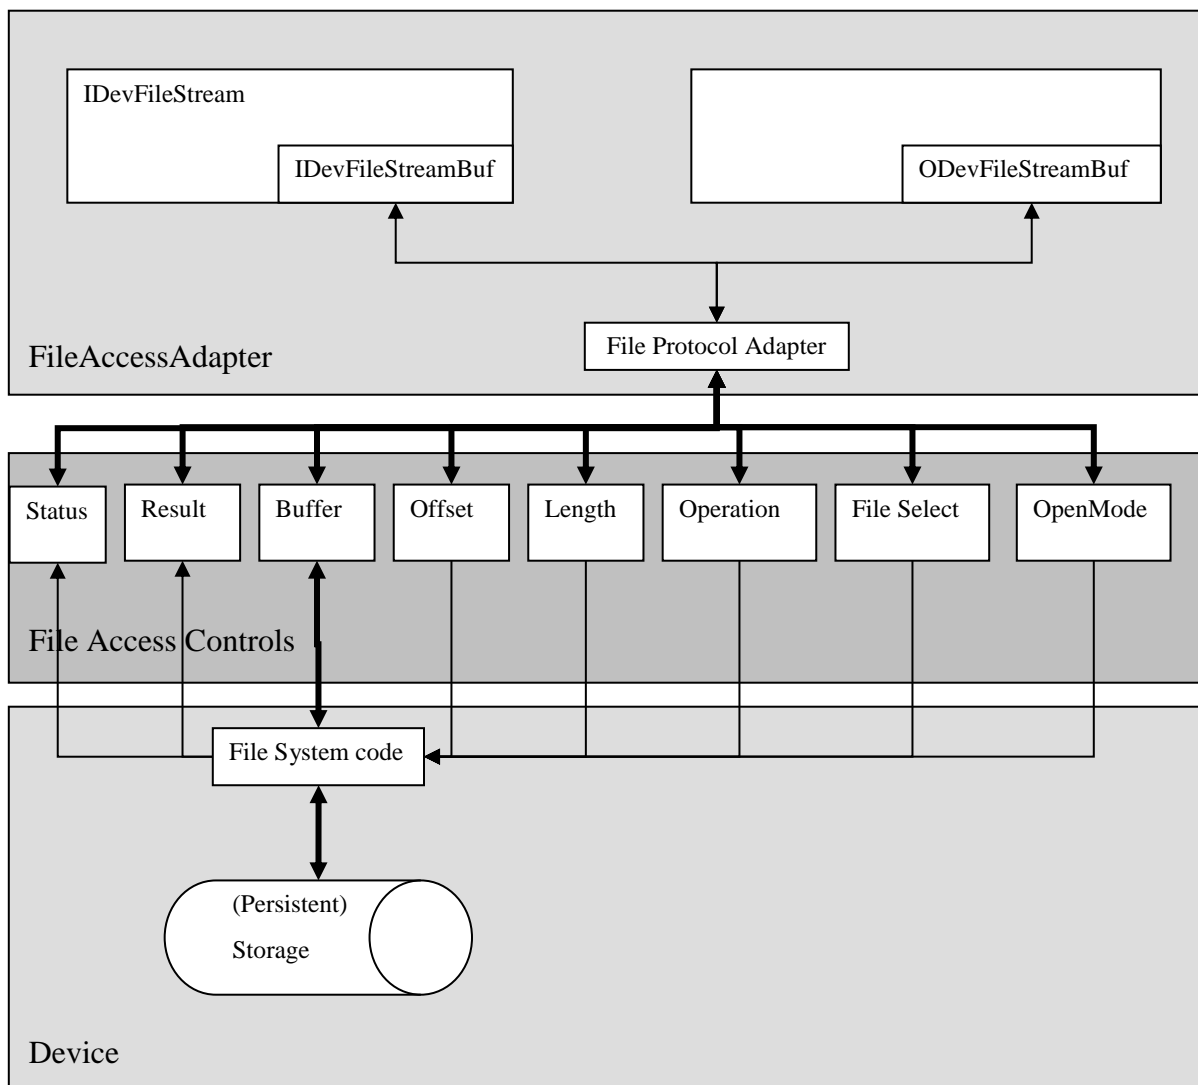 IDevFileStream
IDevFileStreamBuf
ODevFileStreamBuf
File Protocol Adapter
FileAccessAdapter
Status
Result
Buffer
Offset
Length
Operation
File Select
OpenMode
File Access Controls
File System code
(Persistent)
Storage
Device